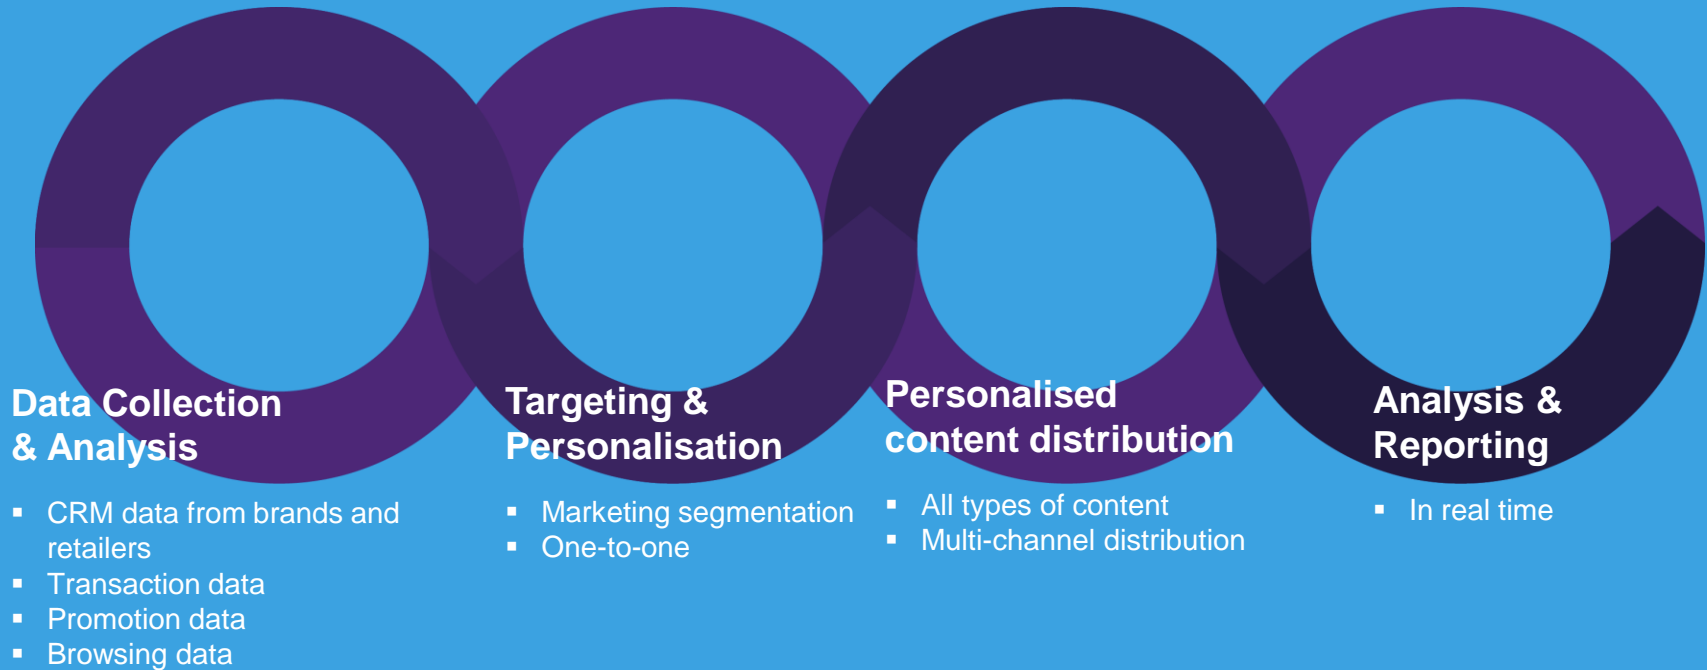 Data Collection
& Analysis
▪ CRM data from brands and
retailers
▪ Transaction data
▪ Promotion data
▪ Browsing data
Targeting &
Personalisation
▪ Marketing segmentation
▪ One-to-one
Personalised
content distribution
▪ All types of content
▪ Multi-channel distribution
Analysis &
Reporting
▪ In real time